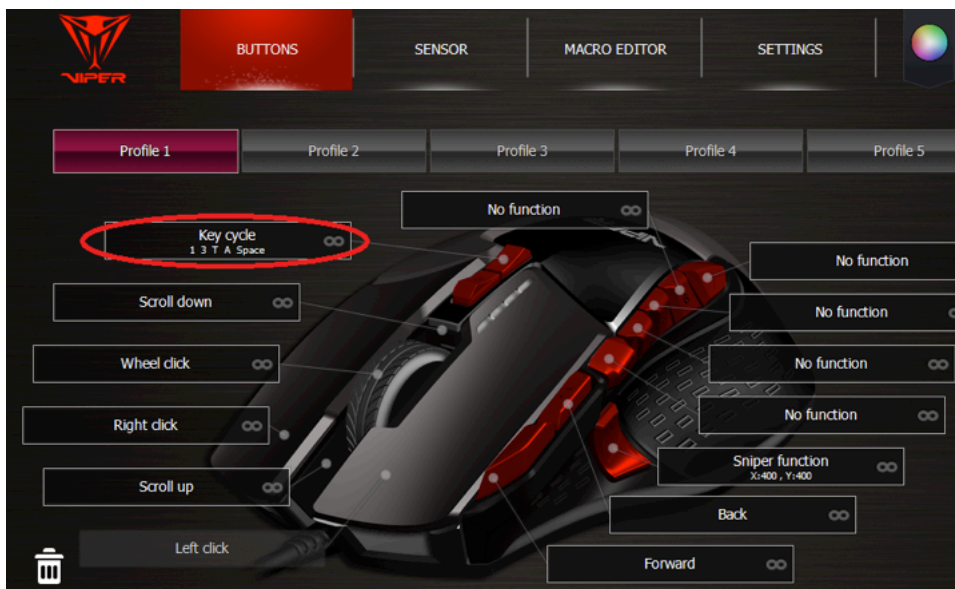 VIPER
BUTTONS
SENSOR
MACRO EDITOR
SETTINGS
Profile 1
Profile 2
Profile 3
Profile 4
Profile 5
No function
Key cycle
1 3 T A Space
No function
Scroll down
No function
Wheel click
No function
Right click
No function
Sniper function
X:400 , Y:400
Scroll up
Back
Left click
Forward